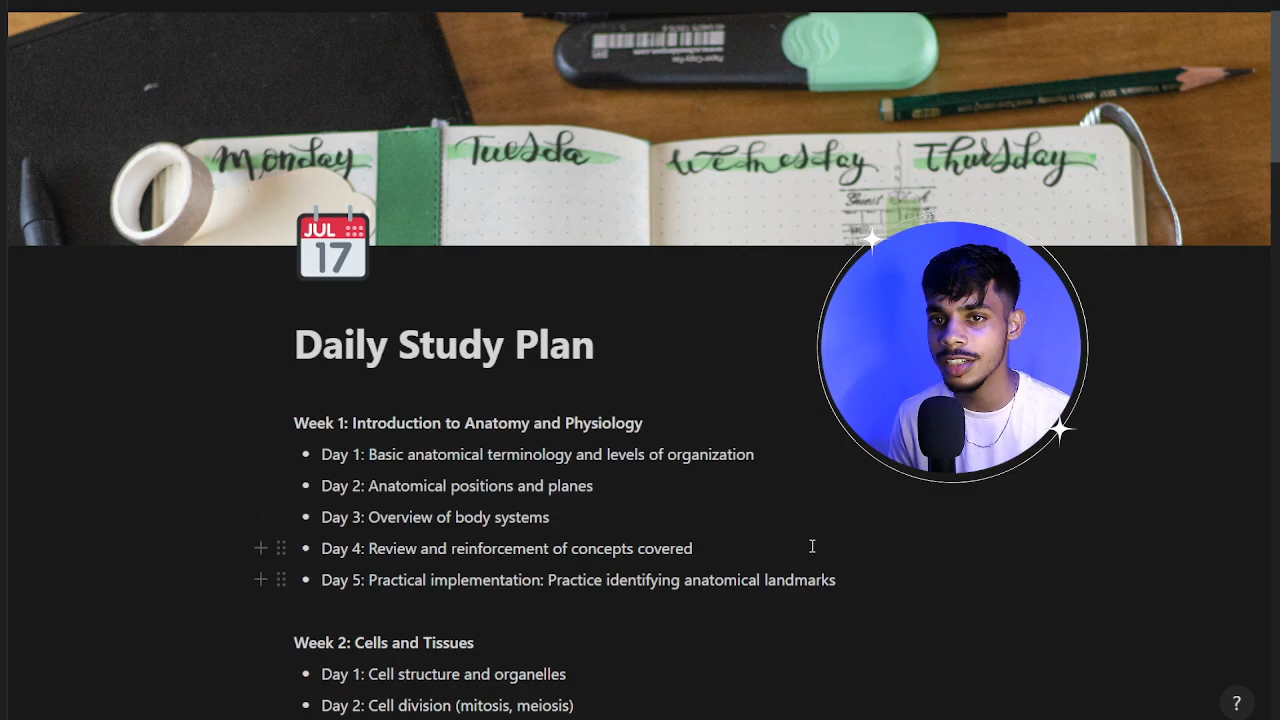 Monday
Tuesda
Wednesday
Thursday
JUL
17
Daily Study Plan
Week 1: Introduction to Anatomy and Physiology
• Day 1: Basic anatomical terminology and levels of organization
• Day 2: Anatomical positions and planes
• Day 3: Overview of body systems
• Day 4: Review and reinforcement of concepts covered
• Day 5: Practical implementation: Practice identifying anatomical landmarks
Week 2: Cells and Tissues
• Day 1: Cell structure and organelles
• Day 2: Cell division (mitosis, meiosis)
?